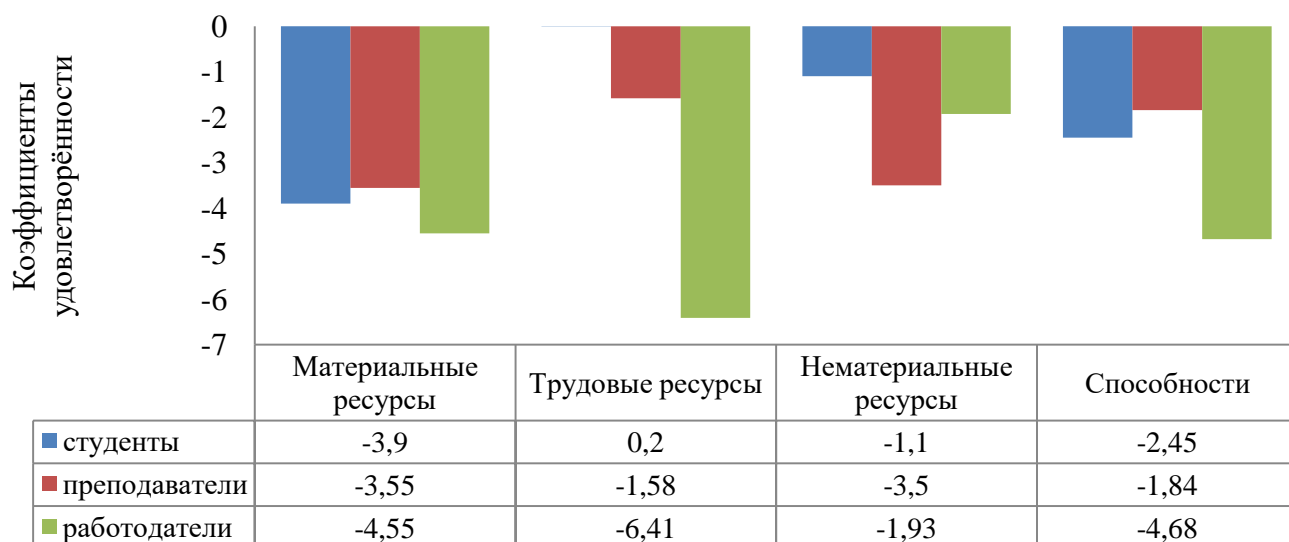 Коэффициенты
удовлетворённости
0
-1
-2
-3
-4
-5
-6
-7
Материальные
ресурсы
Трудовые ресурсы
Нематериальные
ресурсы
Способности
студенты -3,9 0,2 -1,1 -2,45
преподаватели -3,55 -1,58 -3,5 -1,84
работодатели -4,55 -6,41 -1,93 -4,68